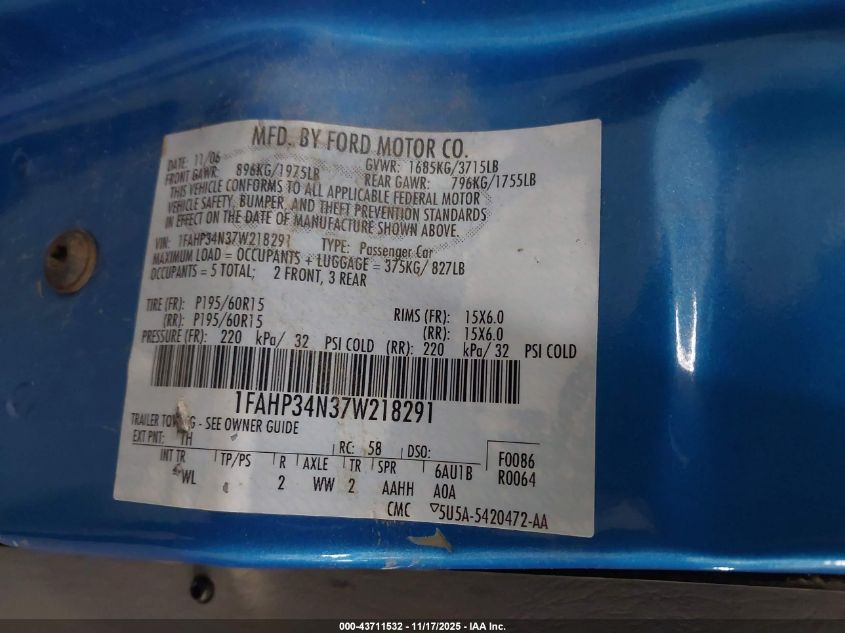 MFD. BY FORD MOTOR CO.
DATE: 11/06 GVWR: 1685KG/3715LB
FRONT GAWR: 896KG/1975LB REAR GAWR: 796KG/1755LB
THIS VEHICLE CONFORMS TO ALL APPLICABLE FEDERAL MOTOR
VEHICLE SAFETY, BUMPER, AND THEFT PREVENTION STANDARDS
IN EFFECT ON THE DATE OF MANUFACTURE SHOWN ABOVE.
VIN: 1FAHP34N37W218291 TYPE: Passenger Car
MAXIMUM LOAD = OCCUPANTS + LUGGAGE = 375KG/ 827LB
OCCUPANTS = 5 TOTAL; 2 FRONT, 3 REAR
TIRE (FR): P195/60R15 RIMS (FR): 15X6.0
(RR): P195/60R15 (RR): 15X6.0
PRESSURE (FR): 220 kPa/ 32 PSI COLD (RR): 220 kPa/ 32 PSI COLD
1FAHP34N37W218291
TRAILER - SEE OWNER GUIDE
EXT PNT: TH RC: 58 DSO: F0086
INT TR TP/PS R AXLE TR SPR 6AU1B R0064
WL 2 WW 2 AAHH A0A
CMC ▽5U5A-5420472-AA
000-43711532 - 11/17/2025 - IAA Inc.